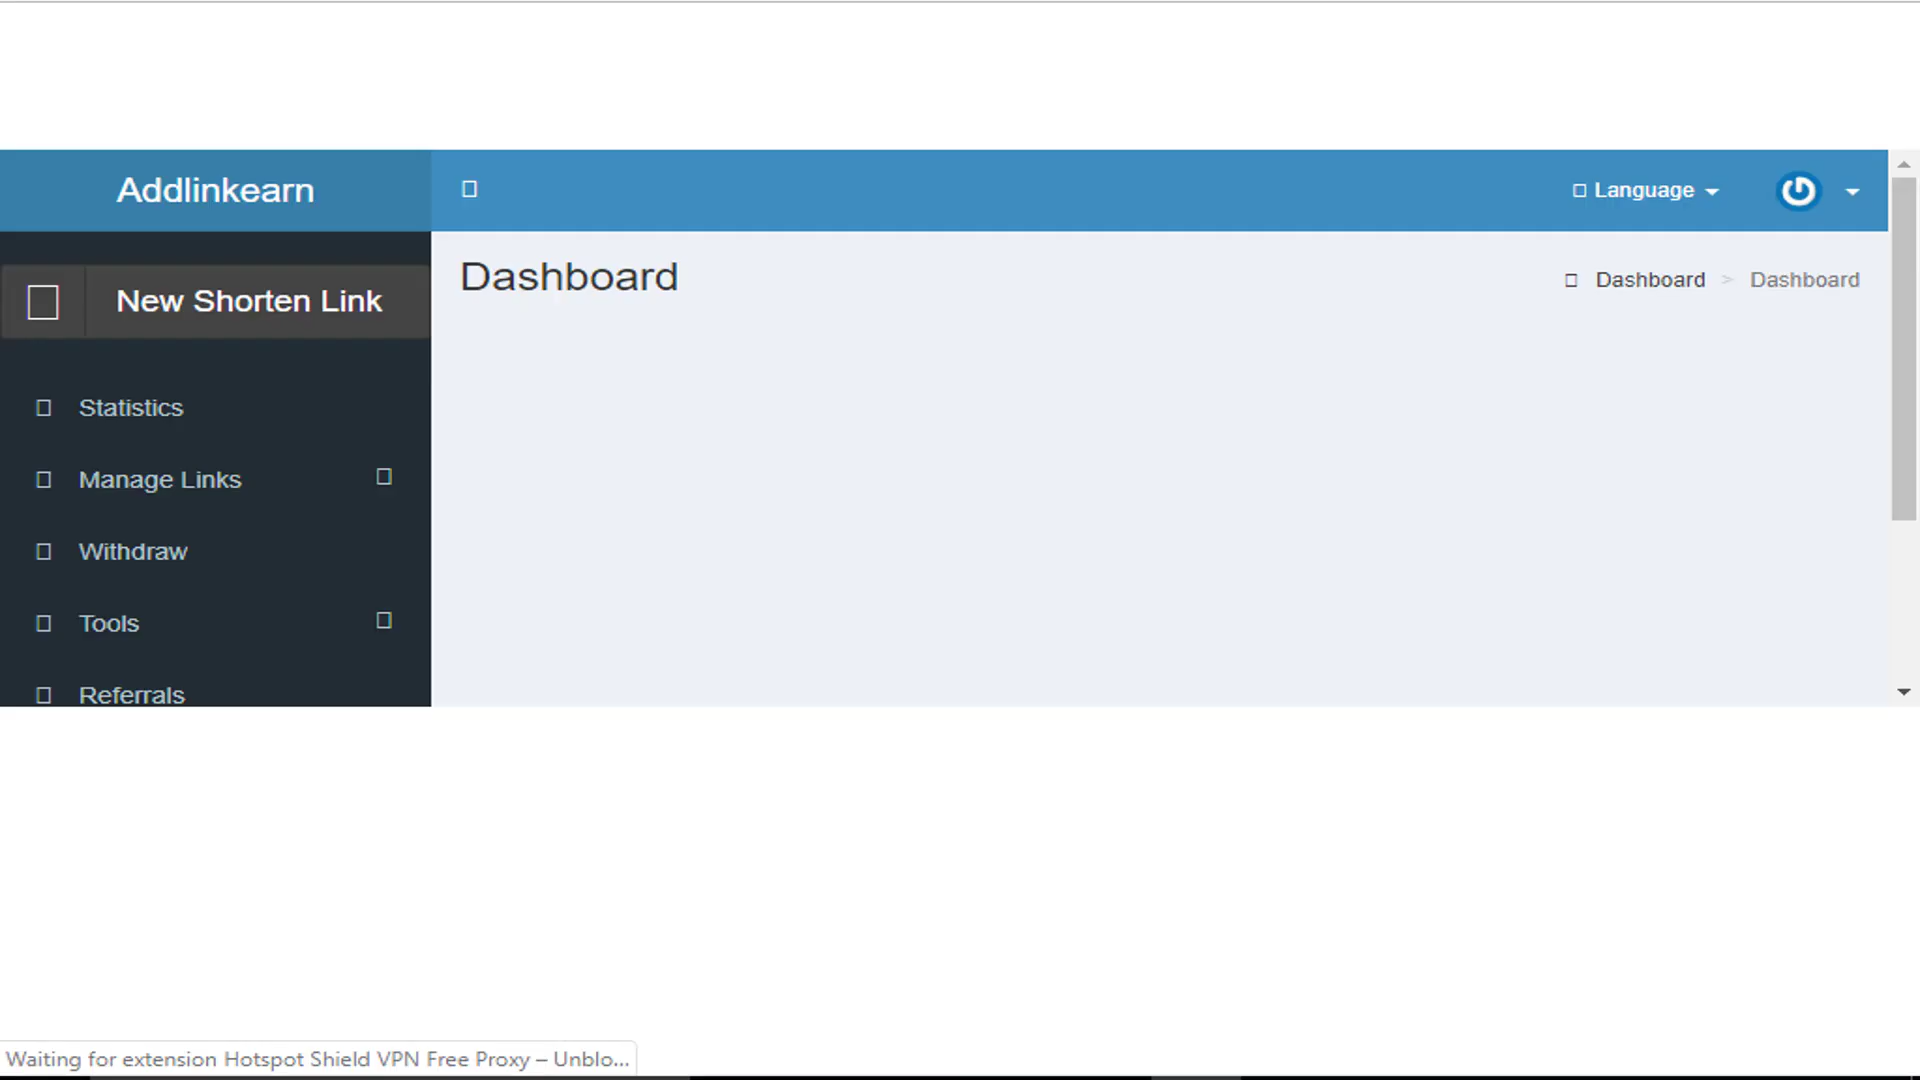 Addlinkearn
Language
New Shorten Link
Dashboard
Dashboard > Dashboard
Statistics
Manage Links
Withdraw
Tools
Referrals
Waiting for extension Hotspot Shield VPN Free Proxy – Unblo...